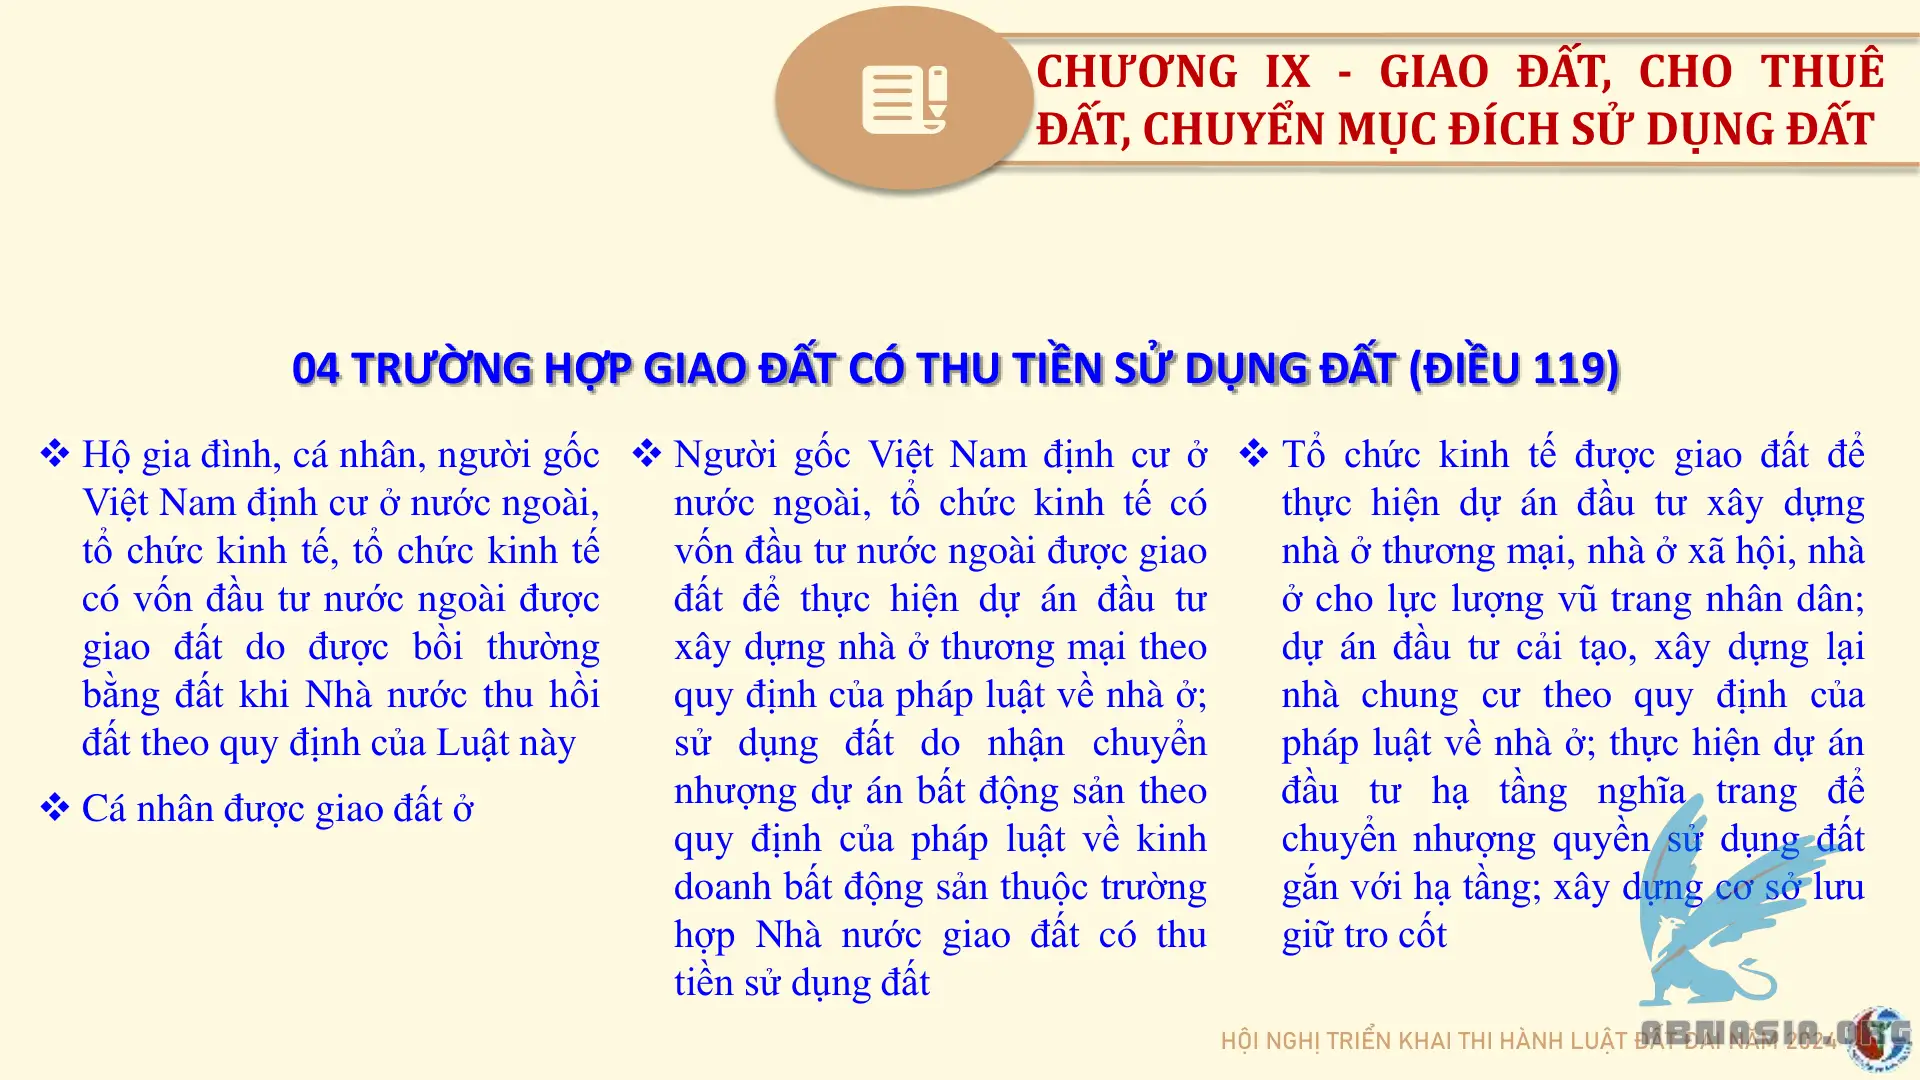 CHƯƠNG IX - GIAO ĐẤT, CHO THUÊ
ĐẤT, CHUYỂN MỤC ĐÍCH SỬ DỤNG ĐẤT
04 TRƯỜNG HỢP GIAO ĐẤT CÓ THU TIỀN SỬ DỤNG ĐẤT (ĐIỀU 119)
❖ Hộ gia đình, cá nhân, người gốc
Việt Nam định cư ở nước ngoài,
tổ chức kinh tế, tổ chức kinh tế
có vốn đầu tư nước ngoài được
giao đất do được bồi thường
bằng đất khi Nhà nước thu hồi
đất theo quy định của Luật này
❖ Cá nhân được giao đất ở
❖ Người gốc Việt Nam định cư ở
nước ngoài, tổ chức kinh tế có
vốn đầu tư nước ngoài được giao
đất để thực hiện dự án đầu tư
xây dựng nhà ở thương mại theo
quy định của pháp luật về nhà ở;
sử dụng đất do nhận chuyển
nhượng dự án bất động sản theo
quy định của pháp luật về kinh
doanh bất động sản thuộc trường
hợp Nhà nước giao đất có thu
tiền sử dụng đất
❖ Tổ chức kinh tế được giao đất để
thực hiện dự án đầu tư xây dựng
nhà ở thương mại, nhà ở xã hội, nhà
ở cho lực lượng vũ trang nhân dân;
dự án đầu tư cải tạo, xây dựng lại
nhà chung cư theo quy định của
pháp luật về nhà ở; thực hiện dự án
đầu tư hạ tầng nghĩa trang để
chuyển nhượng quyền sử dụng đất
gắn với hạ tầng; xây dựng cơ sở lưu
giữ tro cốt
HỘI NGHỊ TRIỂN KHAI THI HÀNH LUẬT ĐẤT ĐAI NĂM 2024
ABMASIA.ORG